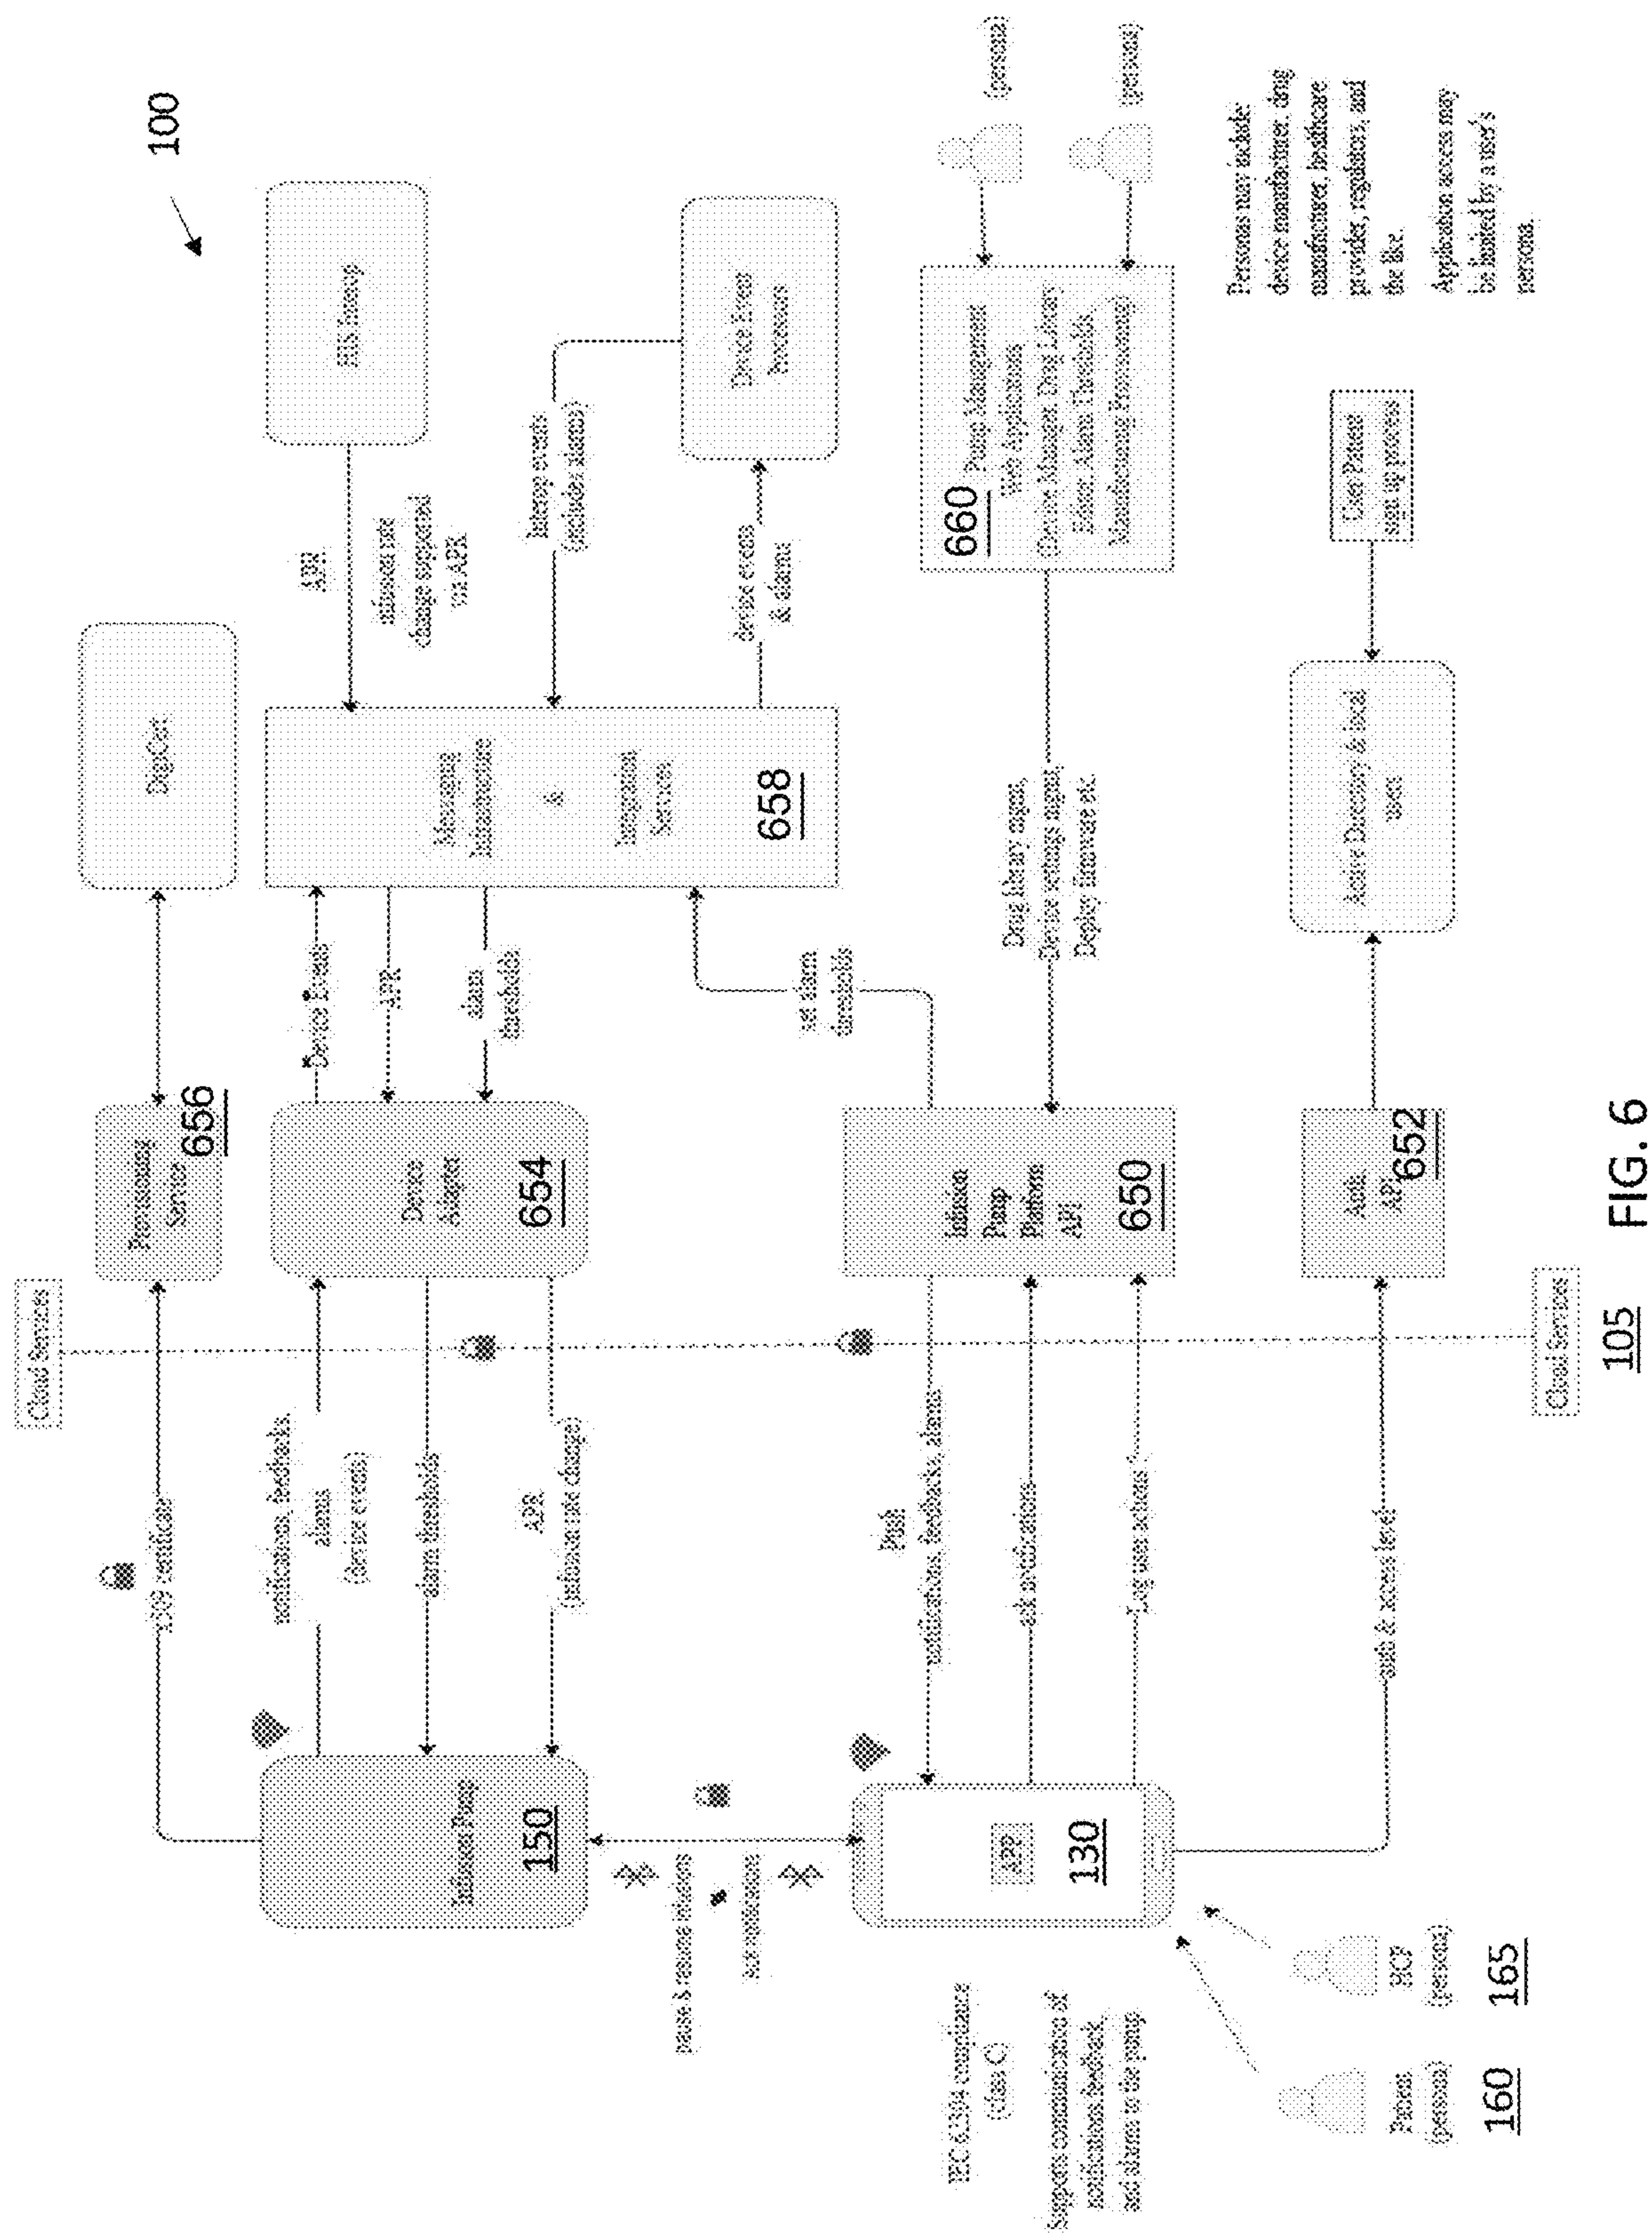 100
Cloud Services
x509 certificate
Provisioning
Service
656
DigiCert
Infusion Pump
150
notifications, feedback,
alarms
(device events)
alarm thresholds
APR
(infusion rate change)
Device
Adapter
654
Device Events
APR
alarm
thresholds
Messaging
Infrastructure
&
Integration
Services
658
APR
infusion rate
change supported
via APR
Interop events
(includes alarms)
device events
& alarms
Device Event
Processors
pause & resume infusions
&
notifications
IEC 62304 compliance
(class C)
Supports communication of
notifications, feedback,
and alarms to the pump
APP
130
Push
notifications, feedbacks, alarms
ack notifications
Log user actions
Infusion
Pump
Platform
API
650
set alarm
thresholds
Drug library mgmt,
Device settings mgmt,
Deploy firmware etc
660
Pump Management
Web Applications
(Device Manager, Drug Library
Editor, Alarm Thresholds,
Manufacturing Provisioning)
(persona)
(persona)
Personas may include:
device manufacturer, drug
manufacturer, healthcare
provider, regulators, and
the like.
Application access may
be limited by a user's
persona.
Patient
(persona)
160
HCP
(persona)
165
auth & access level
Auth
API
652
Active Directory & local
users
User/Patient
sign up process
Cloud Services
105
FIG. 6